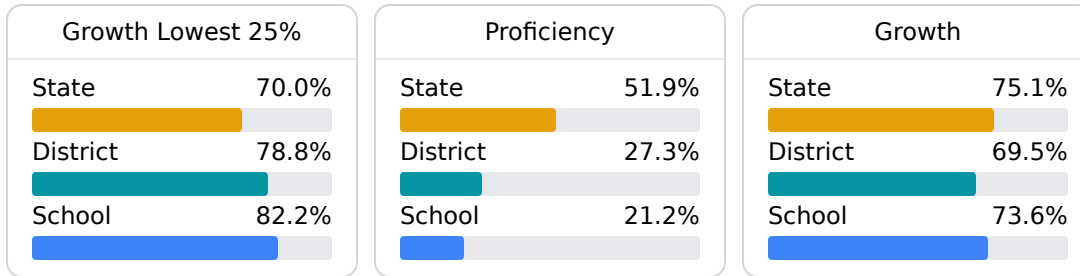 Growth Lowest 25%
State 70.0%
District 78.8%
School 82.2%
Proficiency
State 51.9%
District 27.3%
School 21.2%
Growth
State 75.1%
District 69.5%
School 73.6%